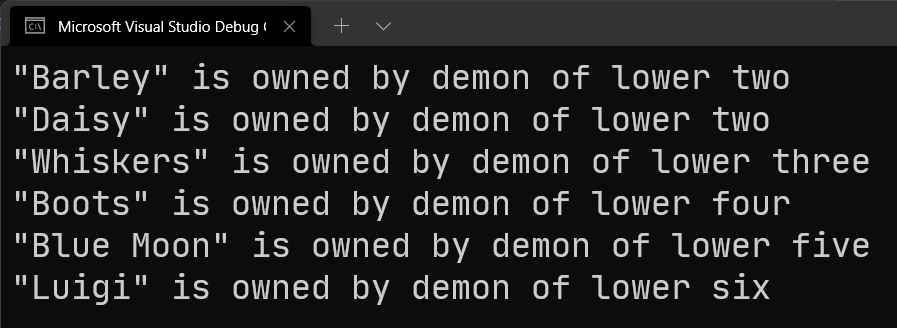 Microsoft Visual Studio Debug
"Barley" is owned by demon of lower two
"Daisy" is owned by demon of lower two
"Whiskers" is owned by demon of lower three
"Boots" is owned by demon of lower four
"Blue Moon" is owned by demon of lower five
"Luigi" is owned by demon of lower six